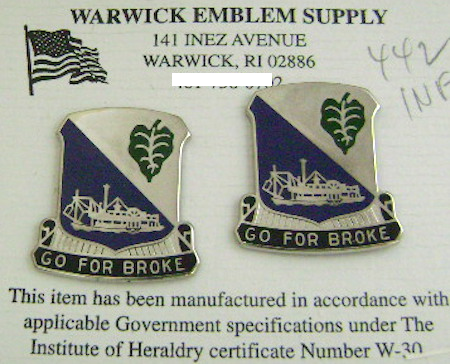 WARWICK EMBLEM SUPPLY
141 INEZ AVENUE
WARWICK, RI 02886
442
INF
GO FOR BROKE
GO FOR BROKE
This item has been manufactured in accordance with
applicable Government specifications under The
Institute of Heraldry certificate Number W-30